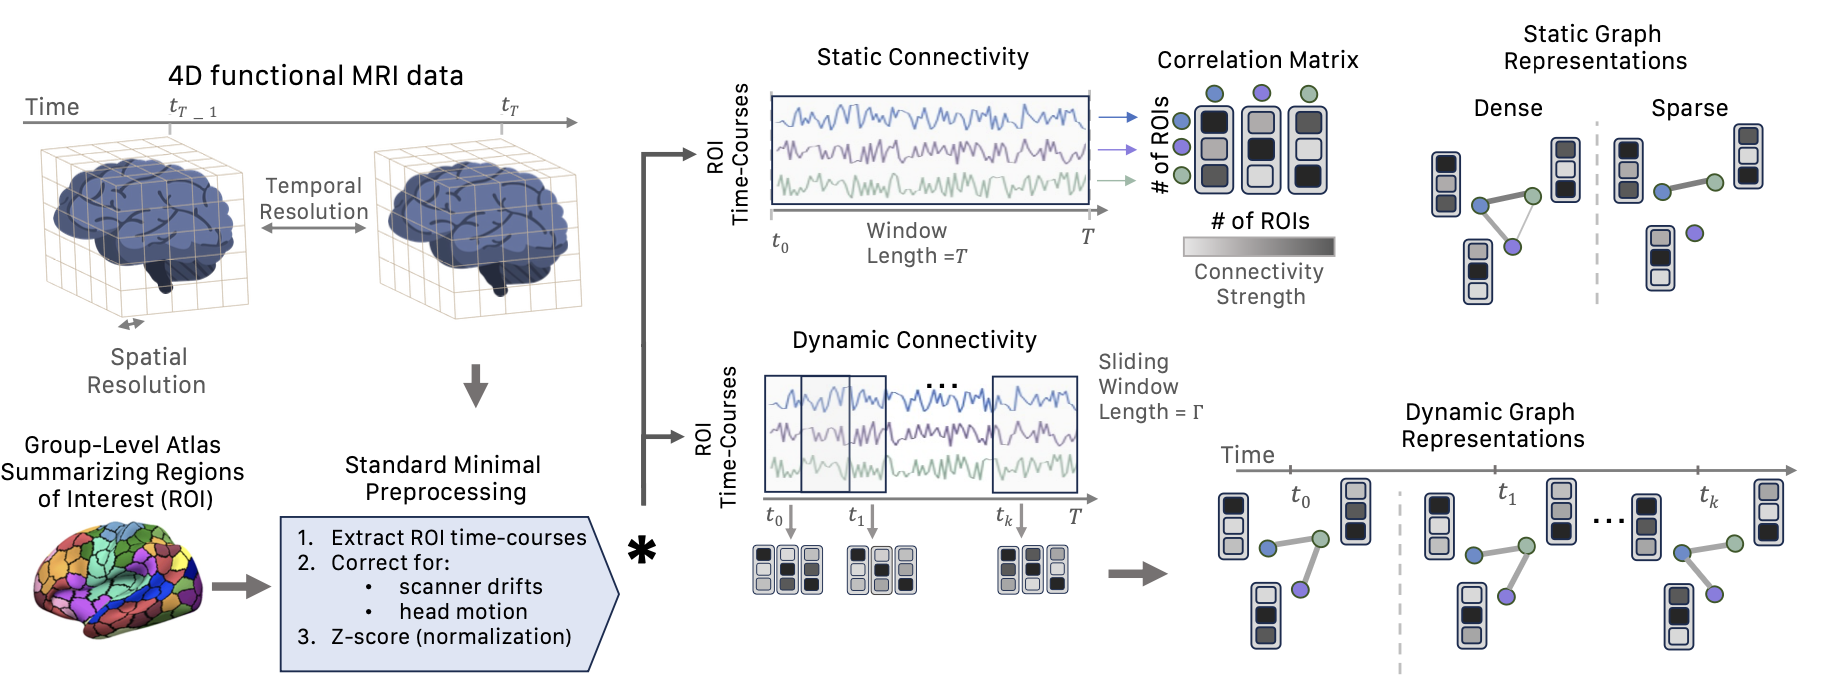 4D functional MRI data
Time
t_{T-1}
t_T
Temporal
Resolution
Spatial
Resolution
Group-Level Atlas
Summarizing Regions
of Interest (ROI)
Standard Minimal
Preprocessing
1. Extract ROI time-courses
2. Correct for:
• scanner drifts
• head motion
3. Z-score (normalization)
*
Static Connectivity
ROI
Time-Courses
t_0
Window
Length =T
T
Correlation Matrix
# of ROIs
# of ROIs
Connectivity
Strength
Static Graph
Representations
Dense
Sparse
Dynamic Connectivity
ROI
Time-Courses
...
Sliding
Window
Length = Γ
t_0
t_1
t_k
T
Dynamic Graph
Representations
Time
t_0
t_1
...
t_k